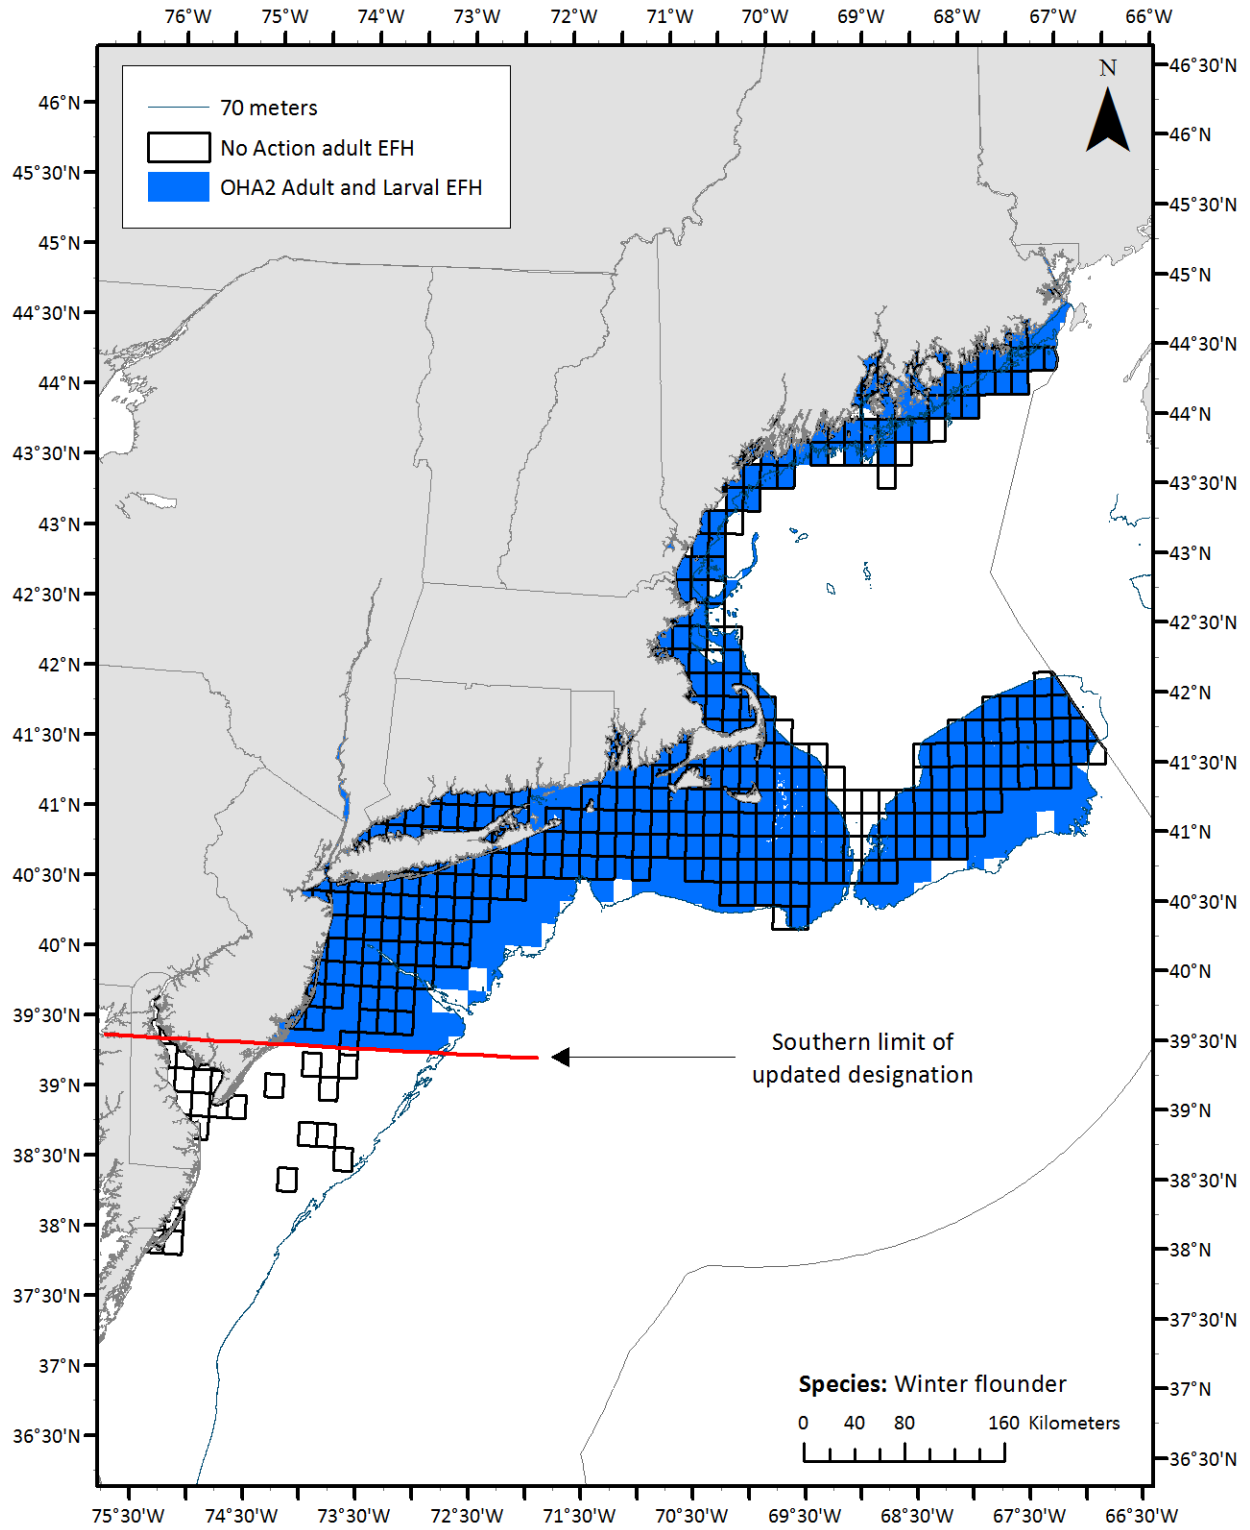 76°W 75°W 74°W 73°W 72°W 71°W 70°W 69°W 68°W 67°W 66°W
N
70 meters
No Action adult EFH
OHA2 Adult and Larval EFH
46°N
45°30'N
45°N
44°30'N
44°N
43°30'N
43°N
42°30'N
42°N
41°30'N
41°N
40°30'N
40°N
39°30'N
39°N
38°30'N
38°N
37°30'N
37°N
36°30'N
46°30'N
46°N
45°30'N
45°N
44°30'N
44°N
43°30'N
43°N
42°30'N
42°N
41°30'N
41°N
40°30'N
40°N
39°30'N
39°N
38°30'N
38°N
37°30'N
37°N
36°30'N
Southern limit of
updated designation
Species: Winter flounder
0 40 80 160 Kilometers
75°30'W 74°30'W 73°30'W 72°30'W 71°30'W 70°30'W 69°30'W 68°30'W 67°30'W 66°30'W